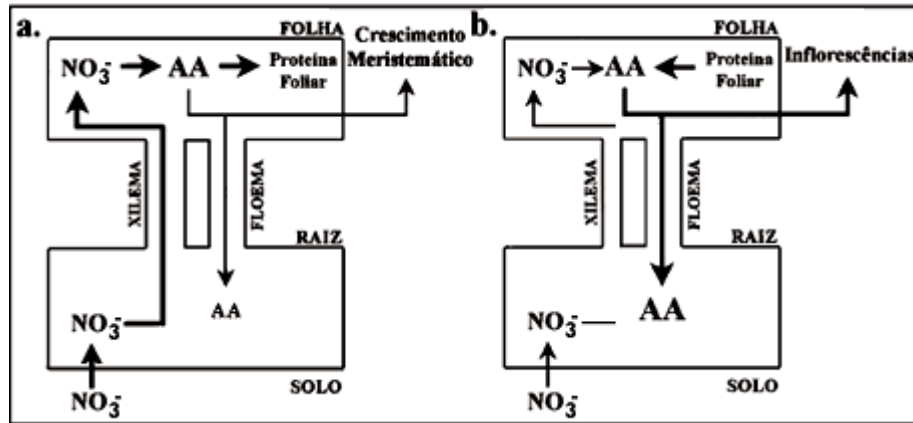 a.
FOLHA
NO₃⁻ AA Proteína
Foliar
Crescimento
Meristemático
XILEMA
FLOEMA
RAIZ
NO₃⁻
AA
SOLO
NO₃⁻
b.
FOLHA
NO₃⁻ AA Proteína
Foliar
Inflorescências
XILEMA
FLOEMA
RAIZ
NO₃⁻
AA
SOLO
NO₃⁻